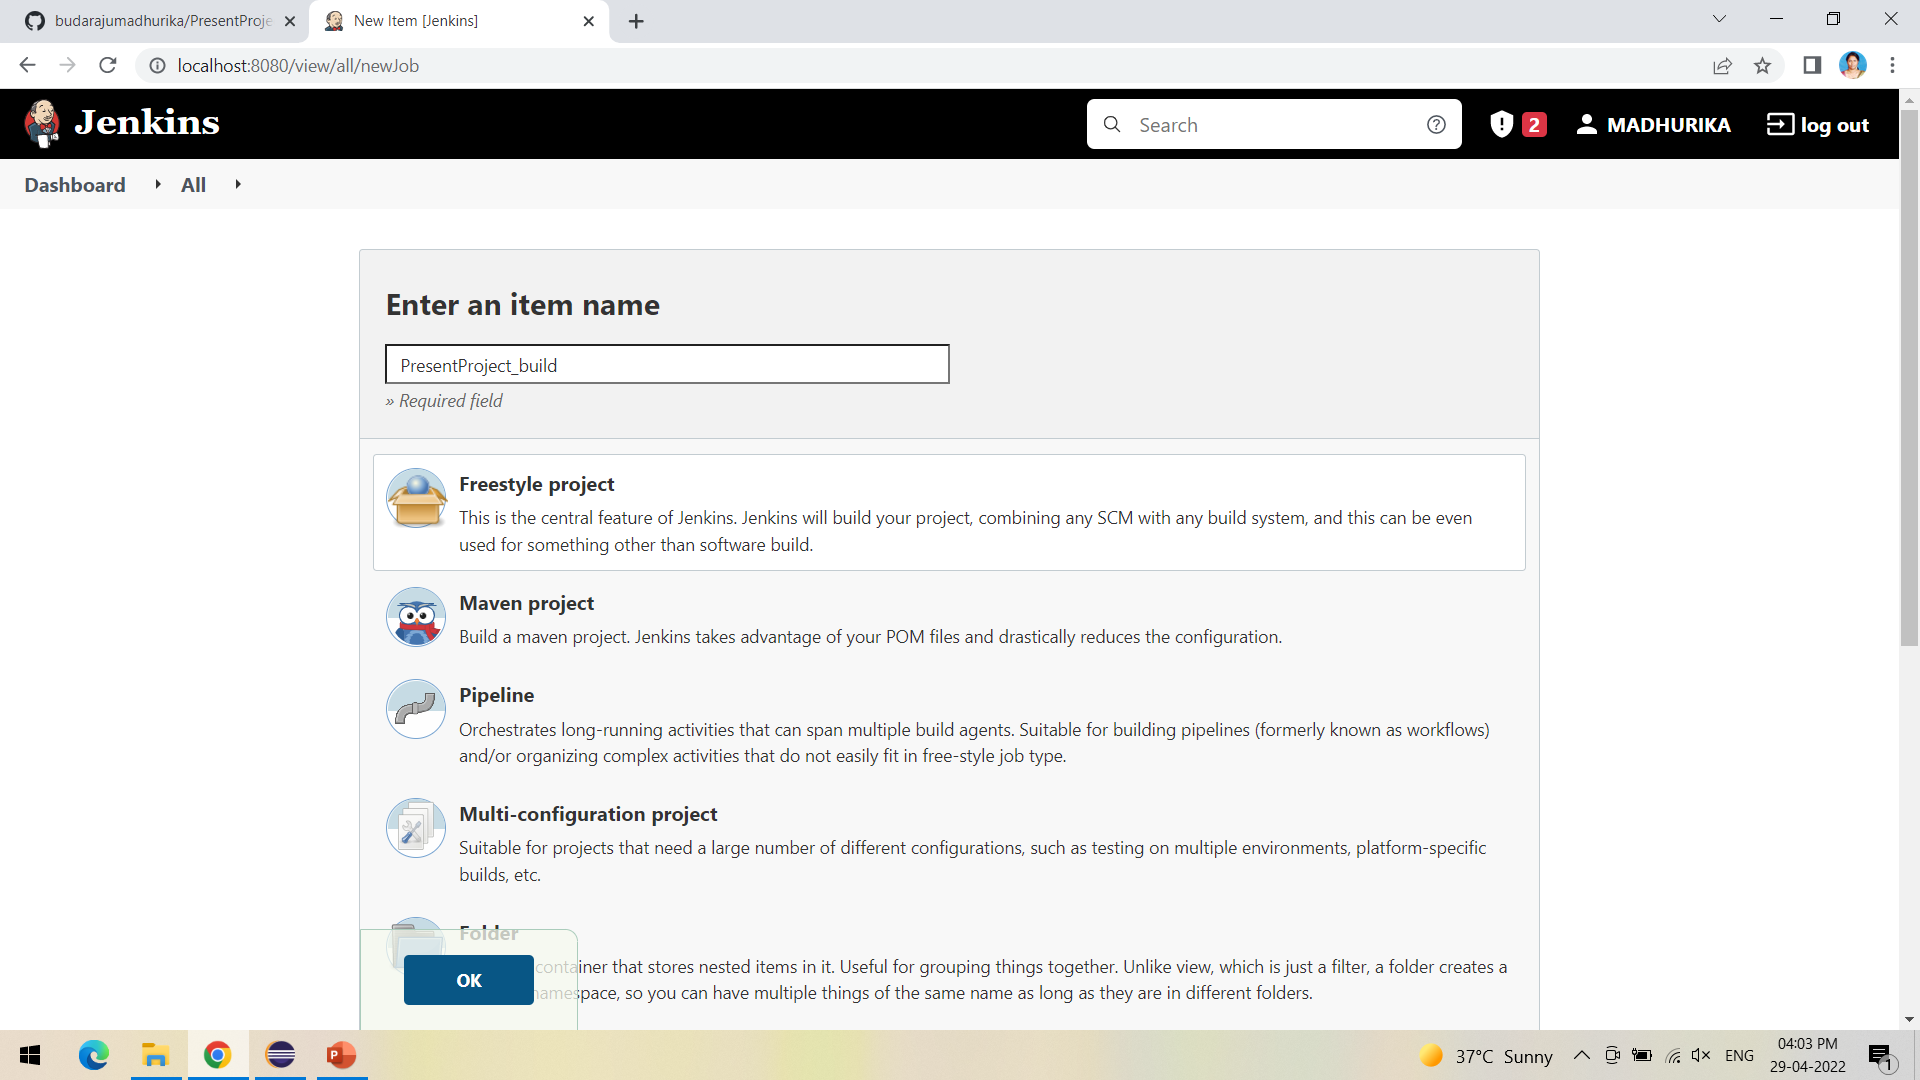 budarajumadhurika/PresentProje
New Item [Jenkins]
localhost:8080/view/all/newJob
Jenkins
Search
2
MADHURIKA
log out
Dashboard
All
Enter an item name
PresentProject_build
» Required field
Freestyle project
This is the central feature of Jenkins. Jenkins will build your project, combining any SCM with any build system, and this can be even
used for something other than software build.
Maven project
Build a maven project. Jenkins takes advantage of your POM files and drastically reduces the configuration.
Pipeline
Orchestrates long-running activities that can span multiple build agents. Suitable for building pipelines (formerly known as workflows)
and/or organizing complex activities that do not easily fit in free-style job type.
Multi-configuration project
Suitable for projects that need a large number of different configurations, such as testing on multiple environments, platform-specific
builds, etc.
Folder
container that stores nested items in it. Useful for grouping things together. Unlike view, which is just a filter, a folder creates a
namespace, so you can have multiple things of the same name as long as they are in different folders.
OK
37°C Sunny
ENG
04:03 PM
29-04-2022
1